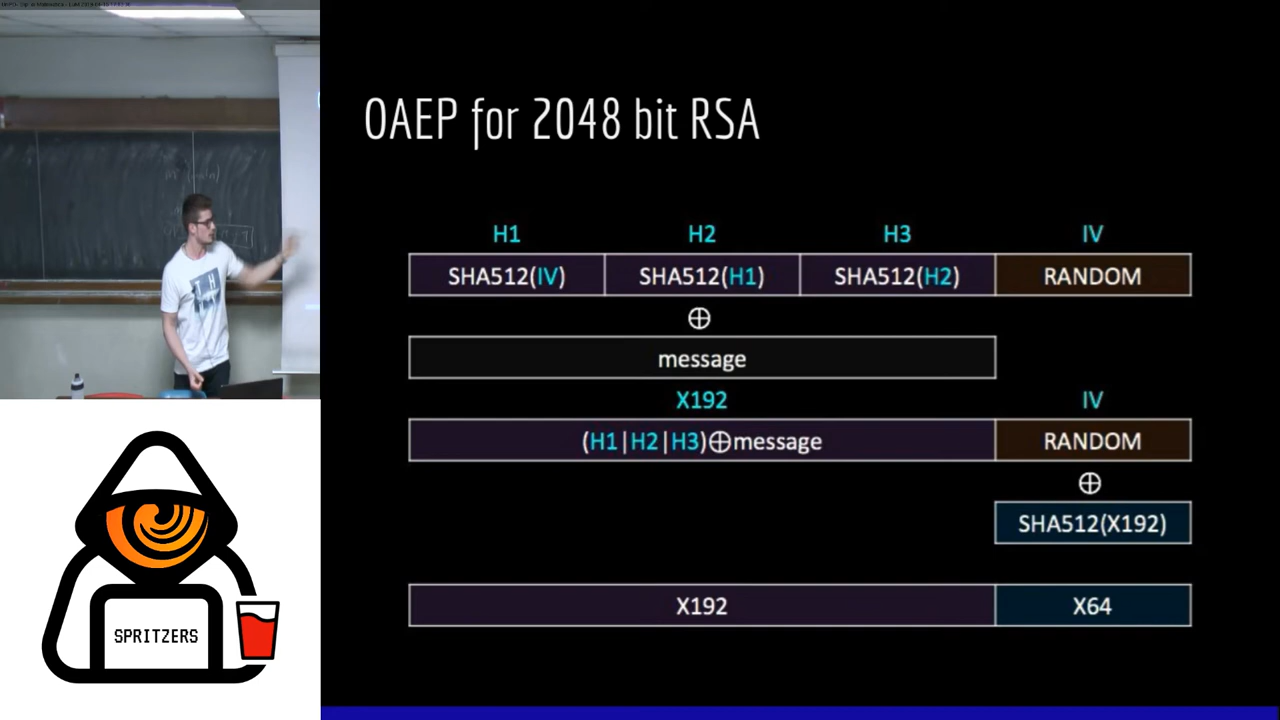 OAEP for 2048 bit RSA
H1 H2 H3 IV
SHA512(IV) SHA512(H1) SHA512(H2) RANDOM
⊕
message
X192 IV
(H1|H2|H3)⊕message RANDOM
⊕
SHA512(X192)
X192 X64
SPRITZERS